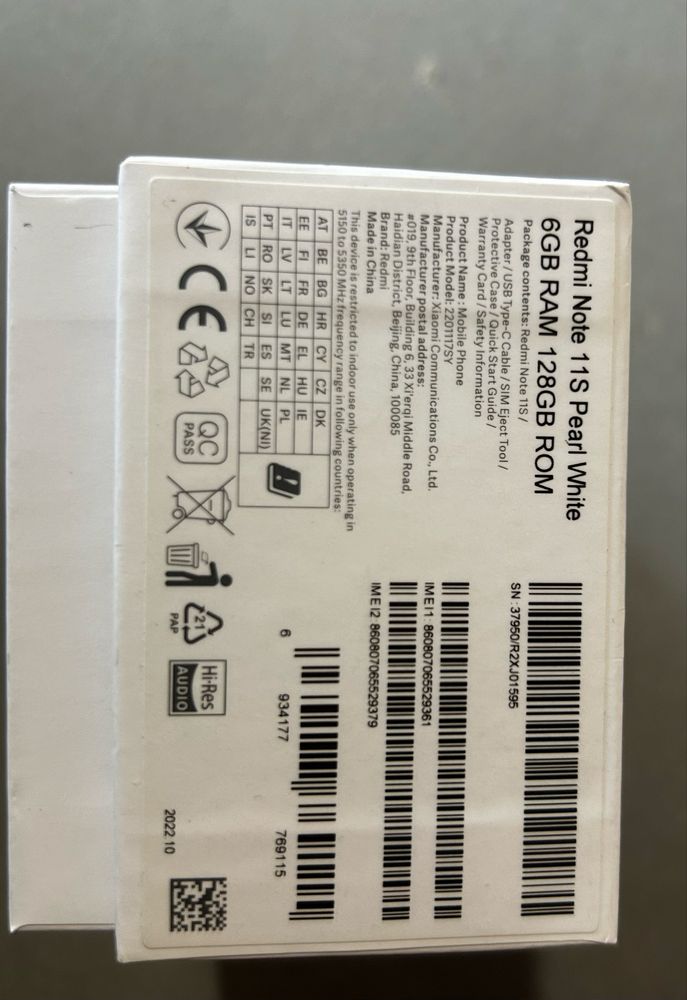 Redmi Note 11S Pearl White
6GB RAM 128GB ROM
Package contents: Redmi Note 11S /
Adapter / USB Type-C Cable / SIM Eject Tool /
Protective Case / Quick Start Guide /
Warranty Card / Safety Information
Product Name : Mobile Phone
Product Model: 2201117SY
Manufacturer: Xiaomi Communications Co., Ltd.
Manufacturer postal address:
#019, 9th Floor, Building 6, 33 Xi'erqi Middle Road,
Haidian District, Beijing, China, 100085
Brand: Redmi
Made in China
This device is restricted to indoor use only when operating in
5150 to 5350 MHz frequency range in following countries:
AT BE BG HR CY CZ DK
EE FI FR DE EL HU IE
IT LV LT LU MT NL PL
PT RO SK SI ES SE UK(NI)
IS LI NO CH TR
SN : 37950/R2XJ01595
IMEI1: 860807065529361
IMEI2 860807065529379
6 934177 769115
CE
QC
PASS
21
PAP
Hi-Res
AUDIO
2022.10